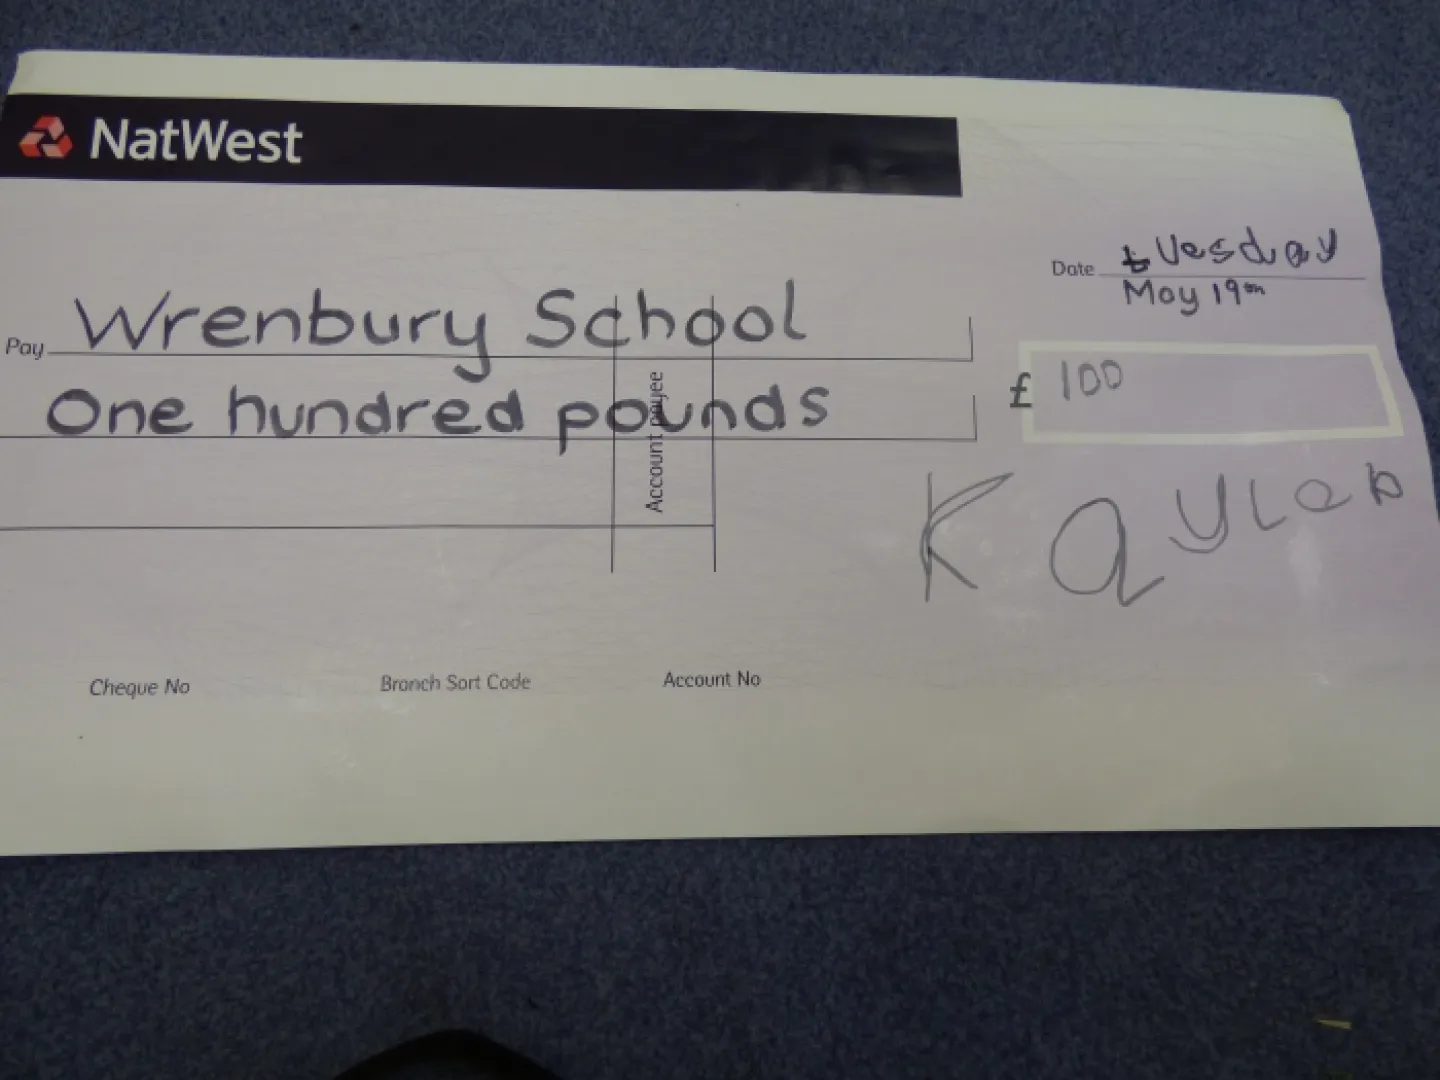 NatWest
Date tuesday
May 19th
Pay Wrenbury School
One hundred pounds
£ 100
Account payee
Kayleb
Cheque No Branch Sort Code Account No